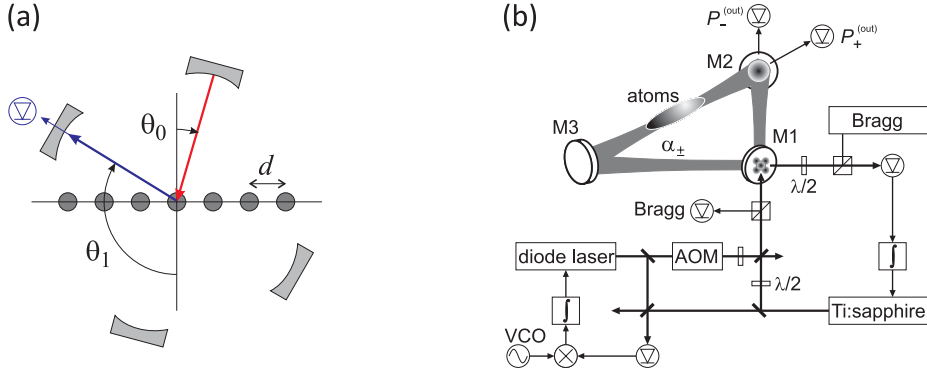 (a)
θ0
d
θ1
(b)
P−(out)
P+(out)
M2
atoms
M3
M1
Bragg
α±
λ/2
Bragg
diode laser
AOM
∫
λ/2
∫
Ti:sapphire
VCO